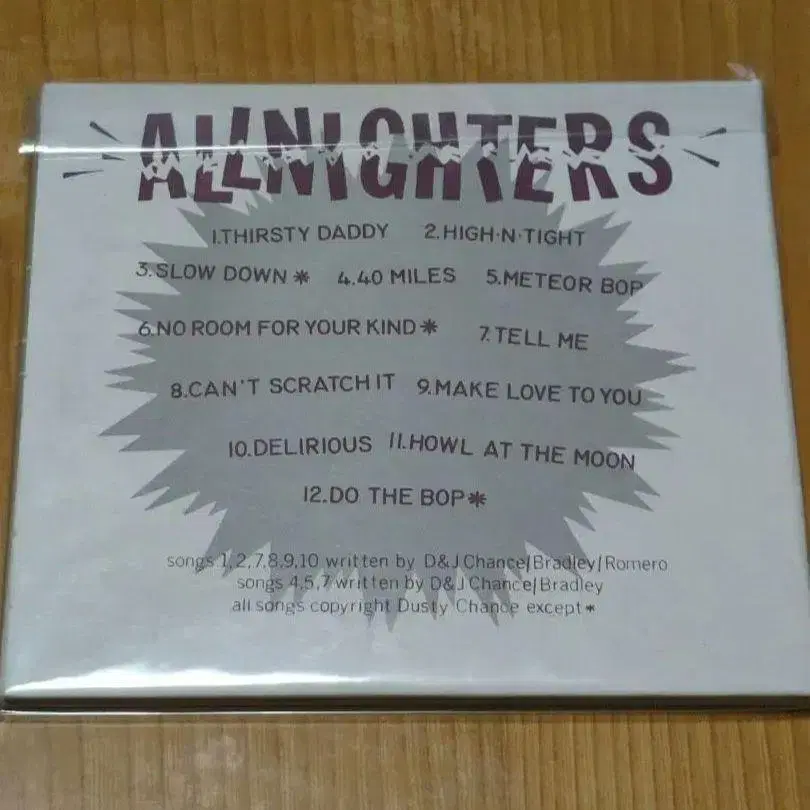 ALLNIGHTERS
1.THIRSTY DADDY 2.HIGH·N·TIGHT
3.SLOW DOWN * 4.40 MILES 5.METEOR BOP
6.NO ROOM FOR YOUR KIND * 7.TELL ME
8.CAN'T SCRATCH IT 9.MAKE LOVE TO YOU
10.DELIRIOUS 11.HOWL AT THE MOON
12.DO THE BOP *
songs 1,2,7,8,9,10 written by D&J Chance/Bradley/Romero
songs 4,5,7 written by D&J Chance/Bradley
all songs copyright Dusty Chance except *